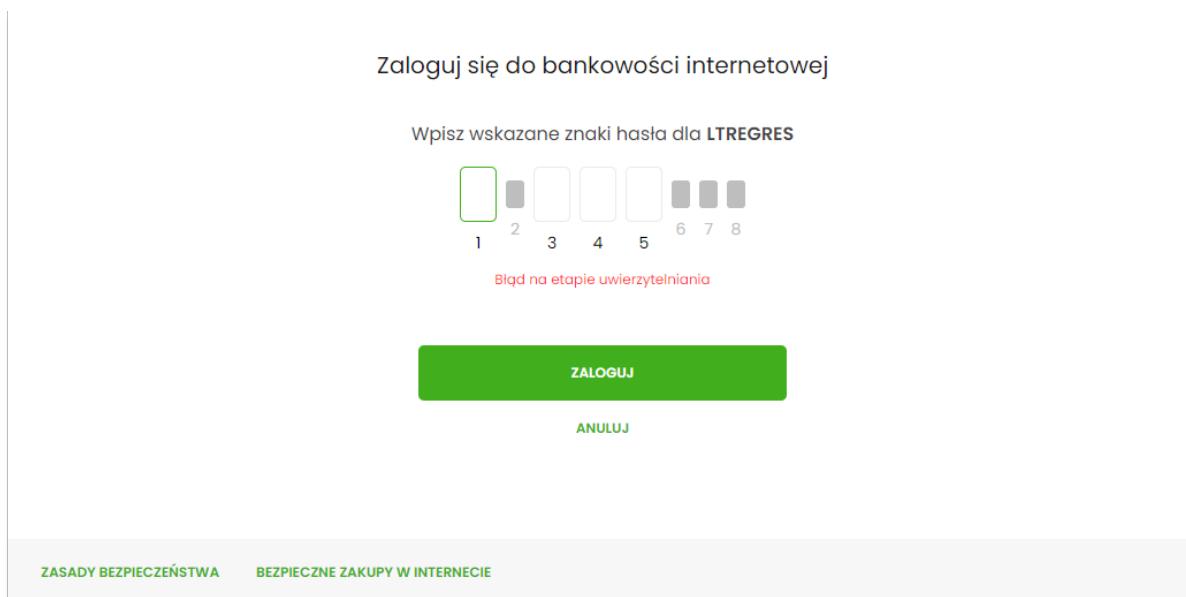 Zaloguj się do bankowości internetowej
Wpisz wskazane znaki hasła dla LTREGRES
1 2 3 4 5 6 7 8
Błąd na etapie uwierzytelniania
ZALOGUJ
ANULUJ
ZASADY BEZPIECZEŃSTWA BEZPIECZNE ZAKUPY W INTERNECIE